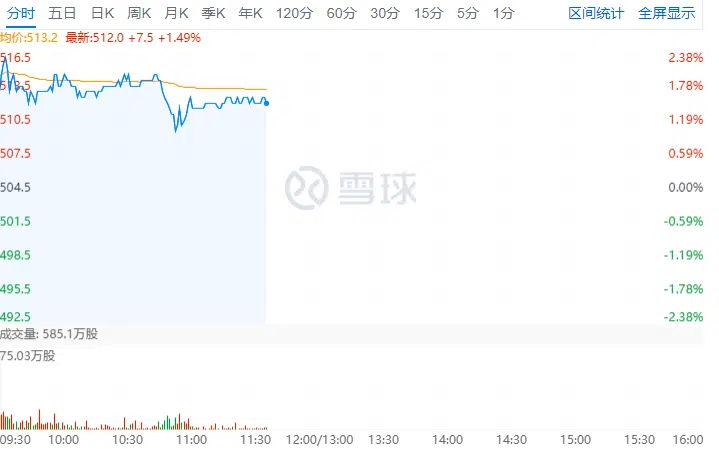 分时 五日 日K 周K 月K 季K 年K 120分 60分 30分 15分 5分 1分 区间统计 全屏显示
均价:513.2 最新:512.0 +7.5 +1.49%
516.5 2.38%
513.5 1.78%
510.5 1.19%
507.5 0.59%
504.5 0.00%
雪球
501.5 -0.59%
498.5 -1.19%
495.5 -1.78%
492.5 -2.38%
成交量: 585.1万股
75.03万股
09:30 10:00 10:30 11:00 11:30 12:00/13:00 13:30 14:00 14:30 15:00 15:30 16:00